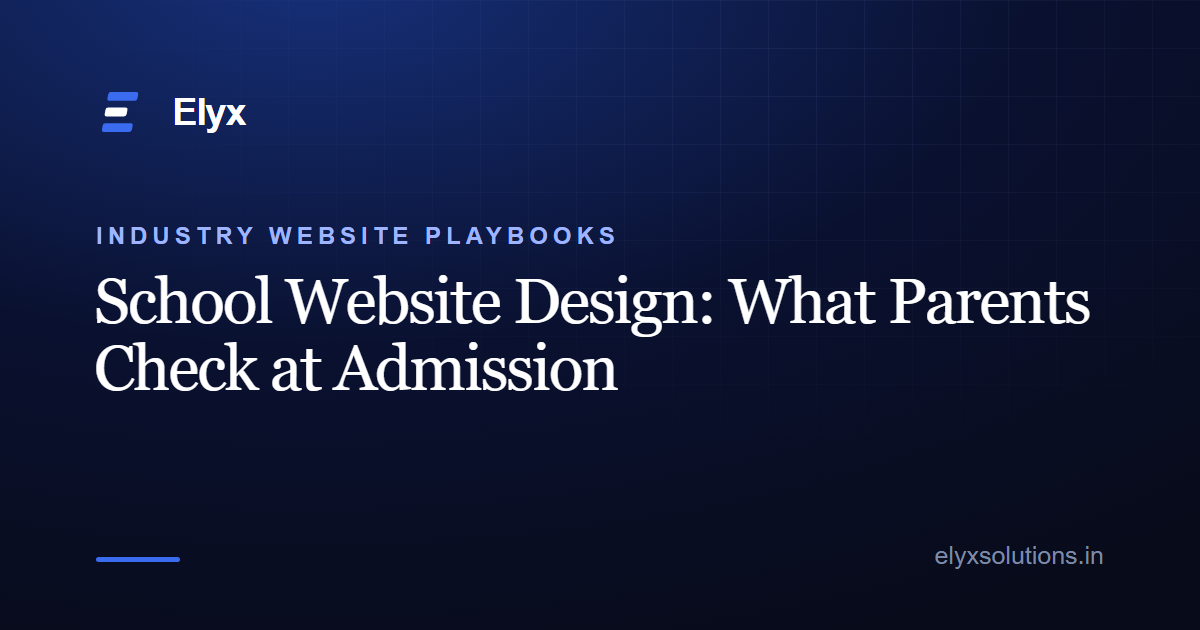 Elyx
INDUSTRY WEBSITE PLAYBOOKS
School Website Design: What Parents
Check at Admission
elyxsolutions.in